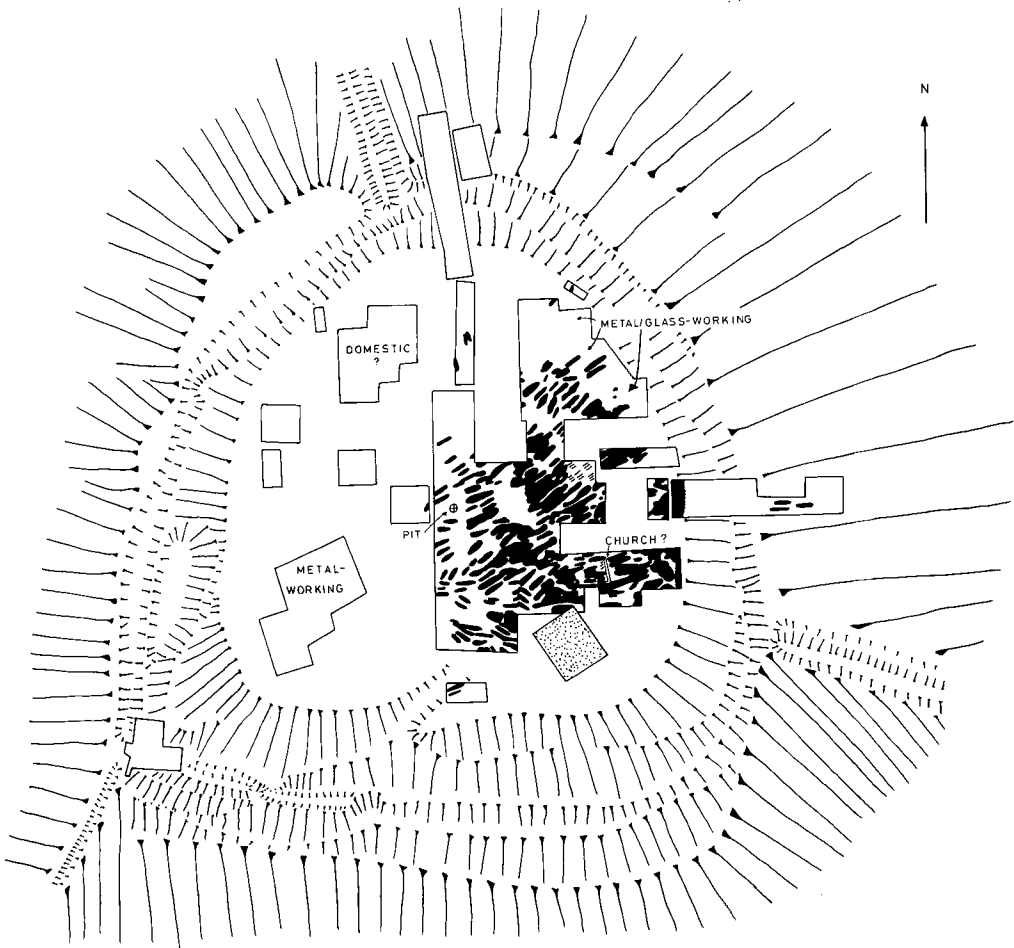 N
METAL/GLASS-WORKING
DOMESTIC
?
PIT
CHURCH ?
METAL-
WORKING